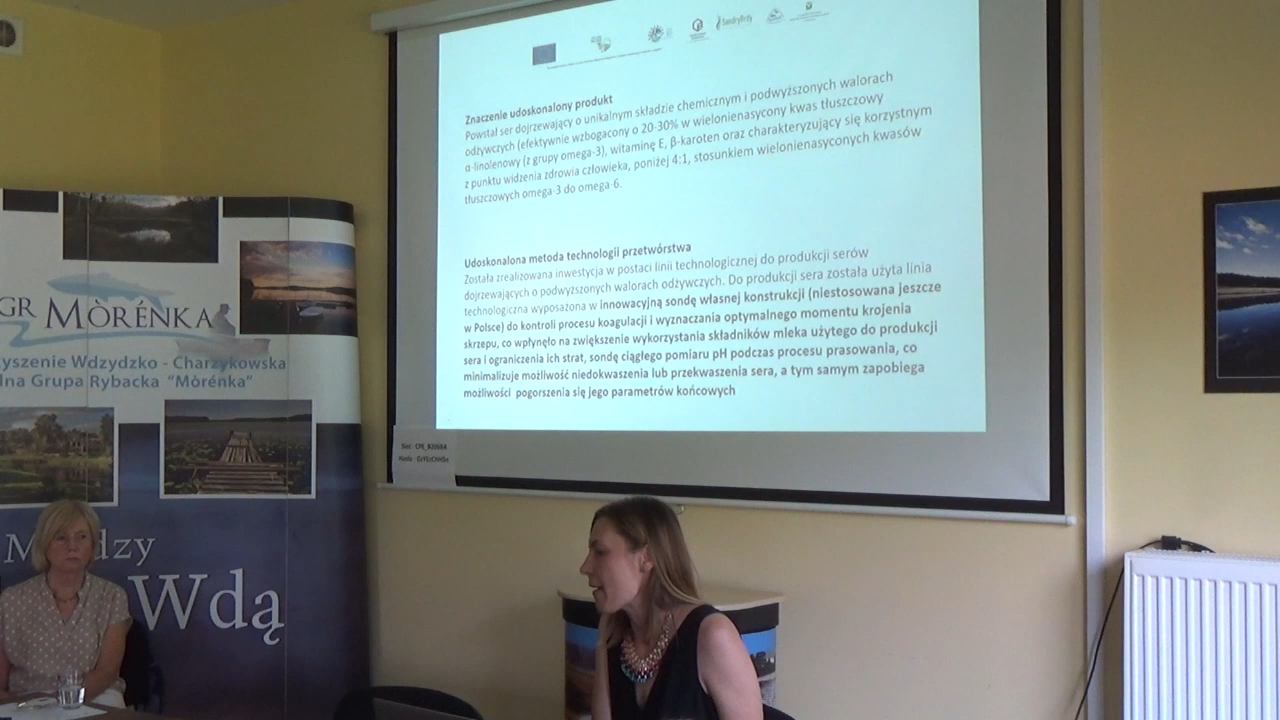 SandryBrzy
Znaczenie udoskonalony produkt
Powstał ser dojrzewający o unikalnym składzie chemicznym i podwyższonych walorach
odżywczych (efektywnie wzbogacony o 20-30% w wielonienasycony kwas tłuszczowy
α-linolenowy (z grupy omega-3), witaminę E, β-karoten oraz charakteryzujący się korzystnym
z punktu widzenia zdrowia człowieka, poniżej 4:1, stosunkiem wielonienasyconych kwasów
tłuszczowych omega-3 do omega-6.
Udoskonalona metoda technologii przetwórstwa
Została zrealizowana inwestycja w postaci linii technologicznej do produkcji serów
dojrzewających o podwyższonych walorach odżywczych. Do produkcji sera została użyta linia
technologiczna wyposażona w innowacyjną sondę własnej konstrukcji (niestosowana jeszcze
w Polsce) do kontroli procesu koagulacji i wyznaczania optymalnego momentu krojenia
skrzepu, co wpłynęło na zwiększenie wykorzystania składników mleka użytego do produkcji
sera i ograniczenia ich strat, sondę ciągłego pomiaru pH podczas procesu prasowania, co
minimalizuje możliwość niedokwaszenia lub przekwaszenia sera, a tym samym zapobiega
możliwości pogorszenia się jego parametrów końcowych
GR MÒRÉNKA
yszenie Wdzydzko - Charzykowska
lna Grupa Rybacka "Mòrénka"
M dzy
Wdą